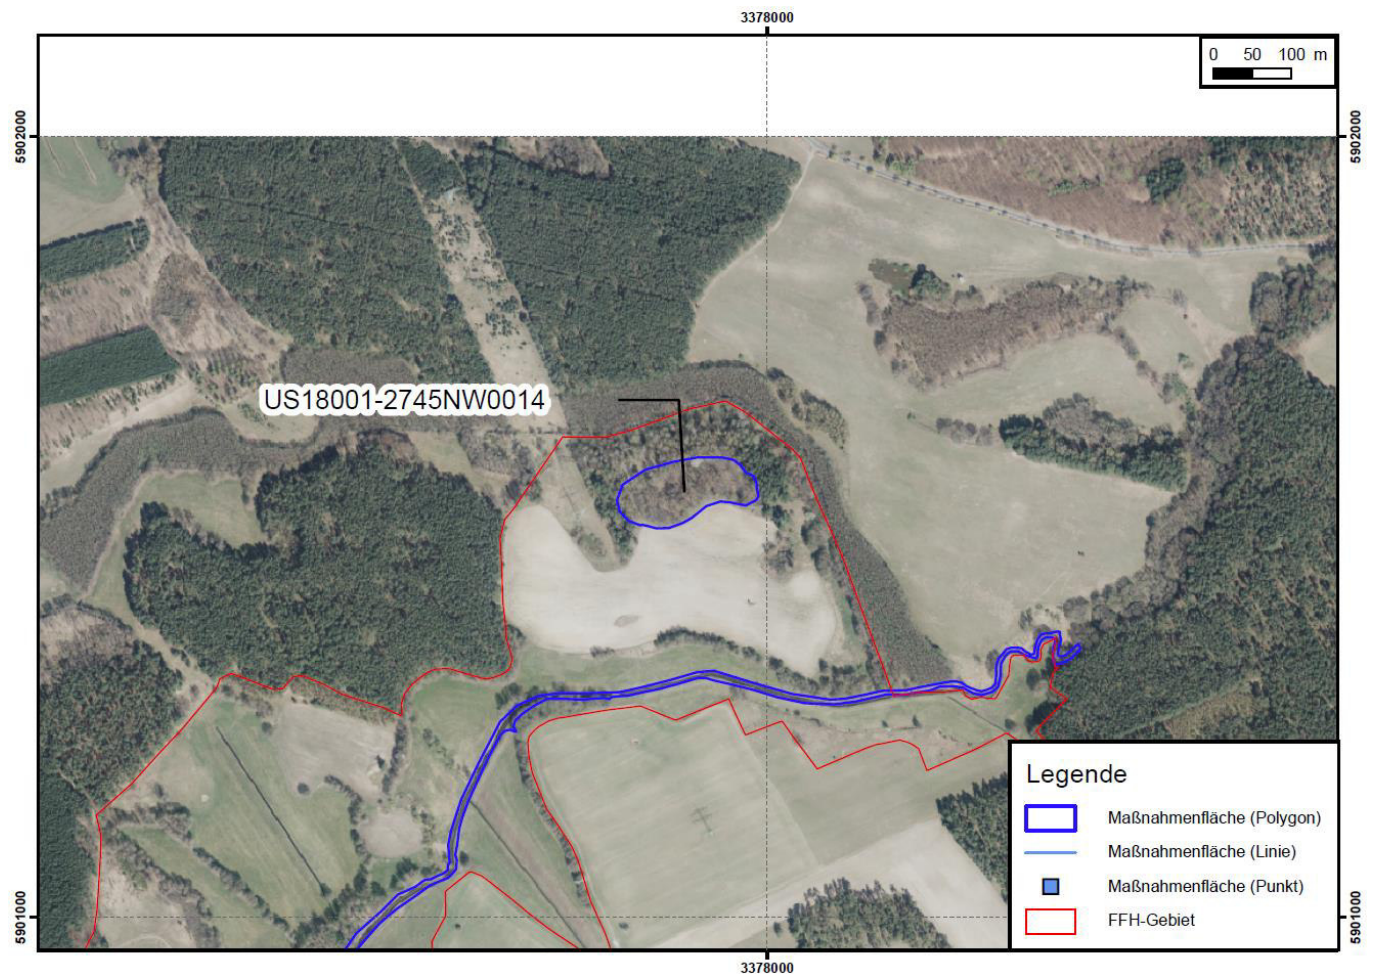 3378000
0 50 100 m
5902000
5902000
US18001-2745NW0014
Legende
Maßnahmenfläche (Polygon)
Maßnahmenfläche (Linie)
Maßnahmenfläche (Punkt)
FFH-Gebiet
5901000
5901000
3378000